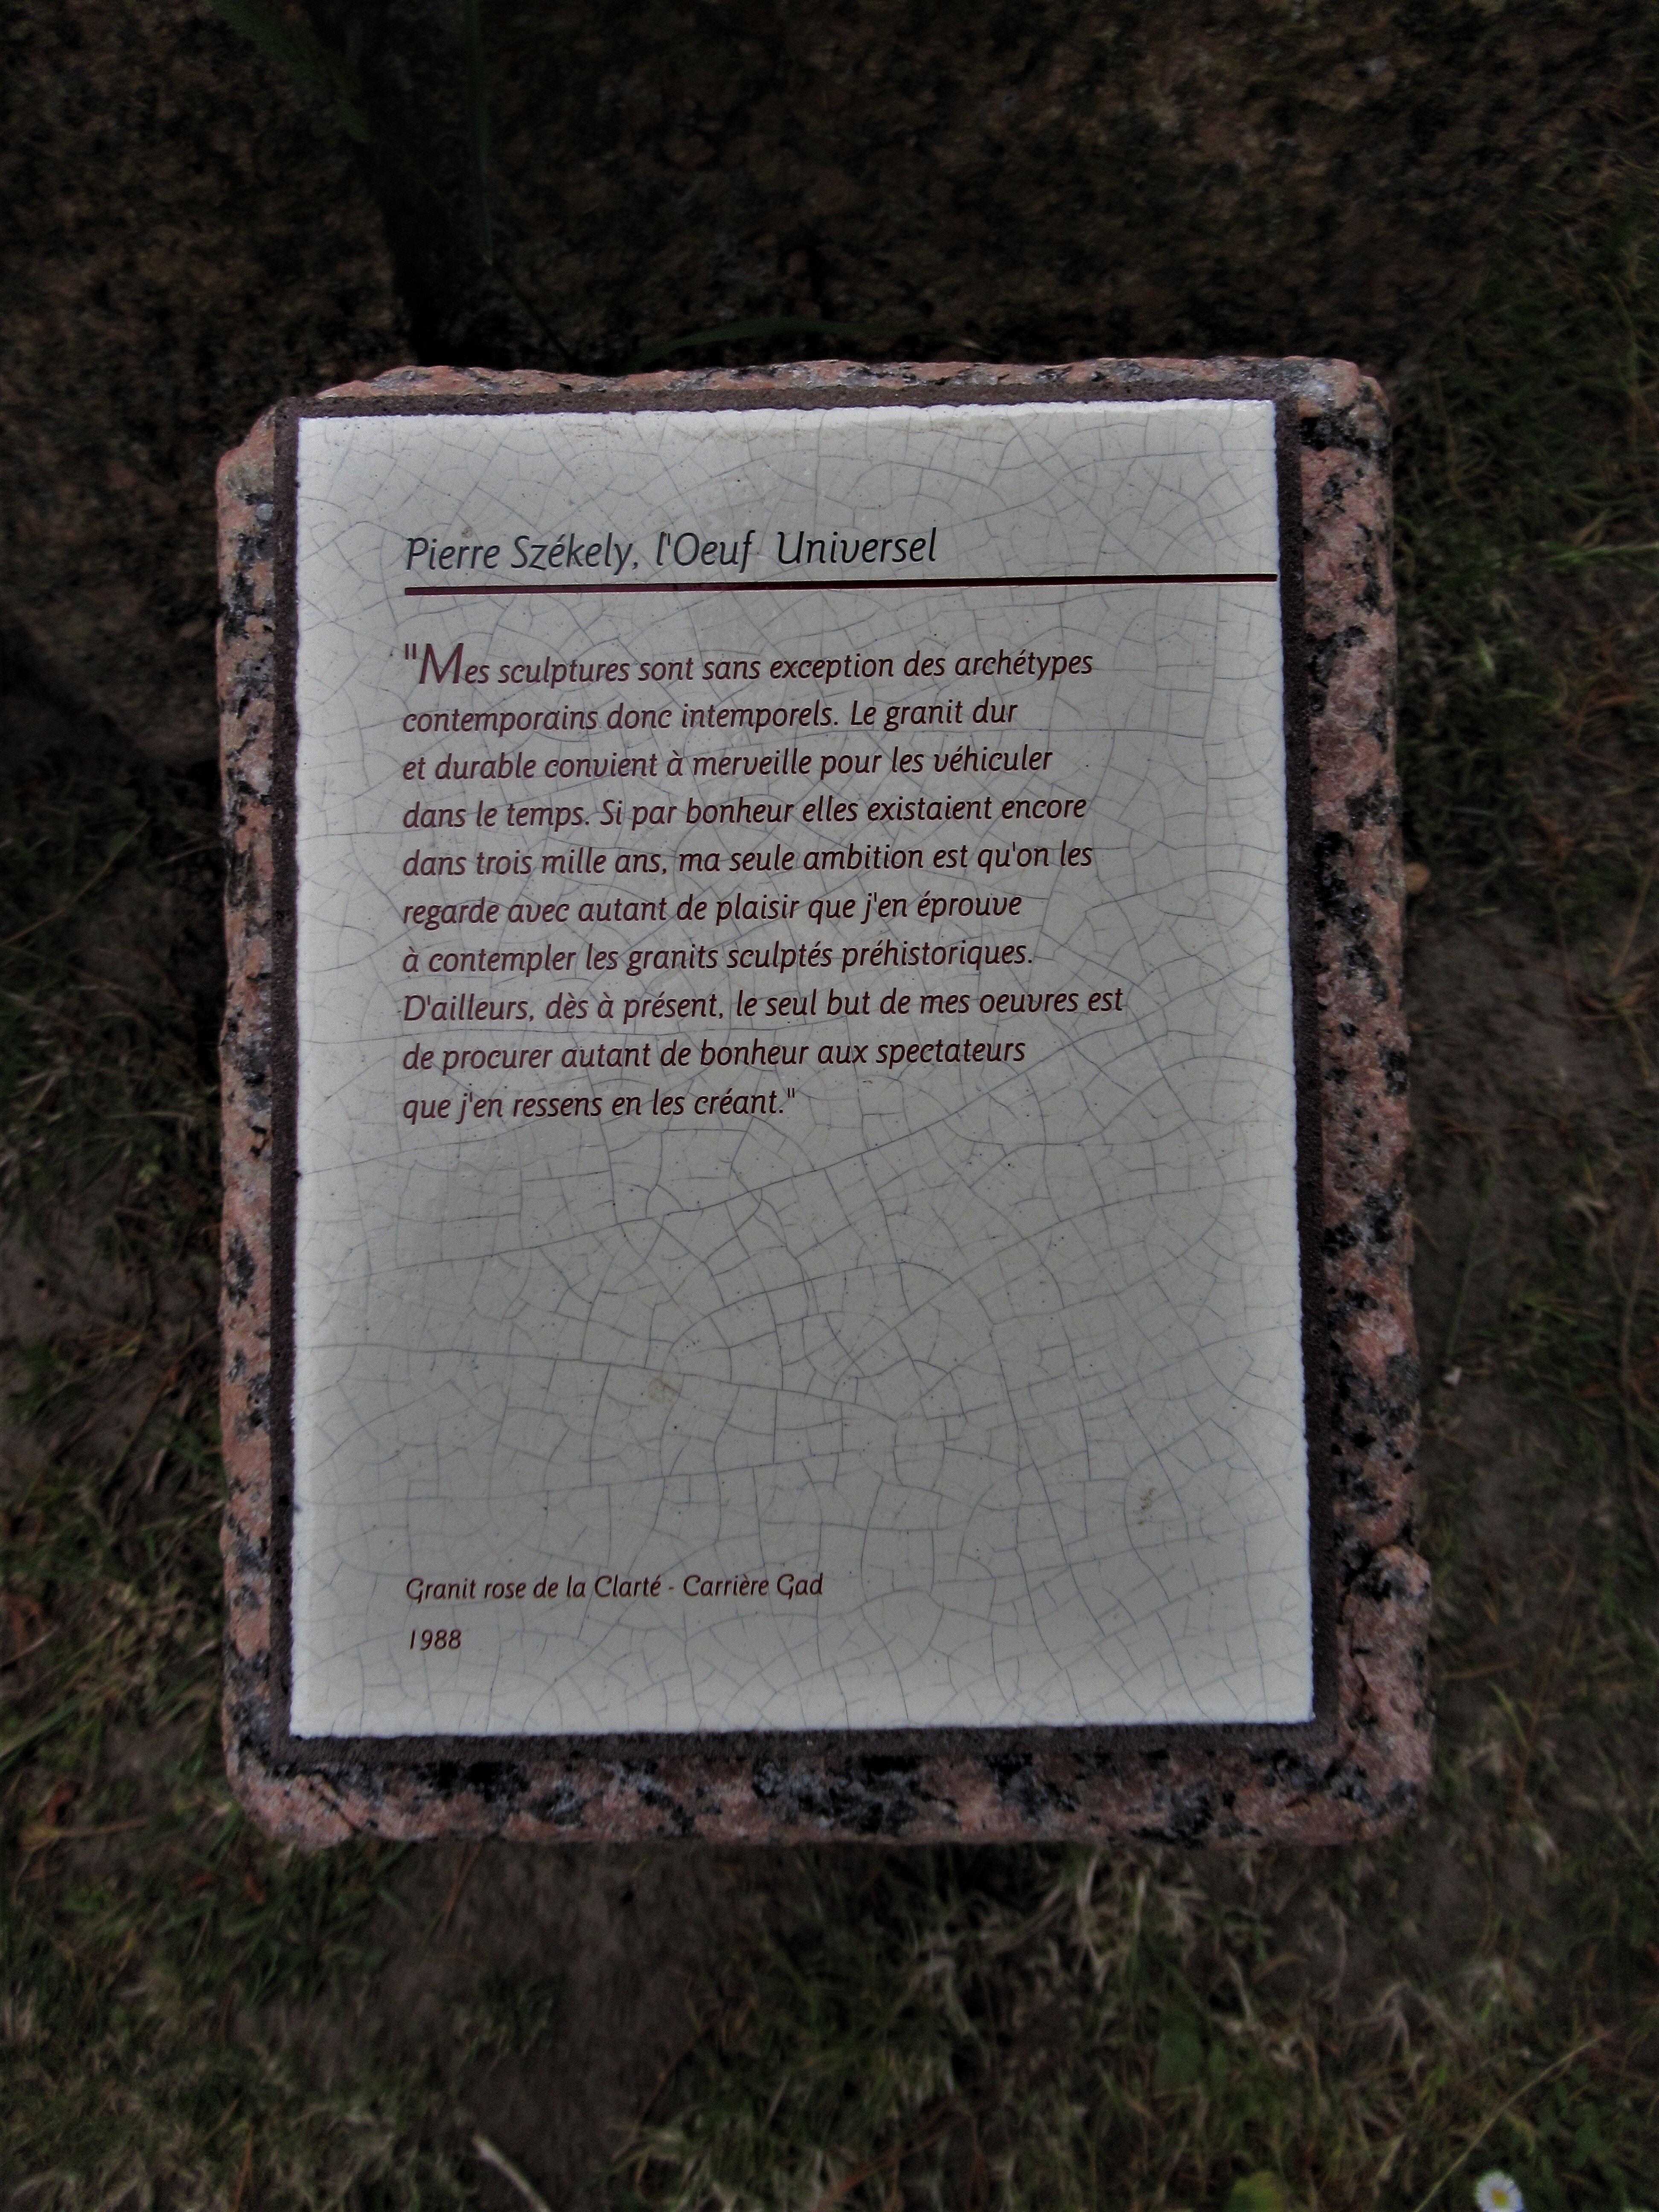 Pierre Székely, l'Oeuf Universel
"Mes sculptures sont sans exception des archétypes
contemporains donc intemporels. Le granit dur
et durable convient à merveille pour les véhiculer
dans le temps. Si par bonheur elles existaient encore
dans trois mille ans, ma seule ambition est qu'on les
regarde avec autant de plaisir que j'en éprouve
à contempler les granits sculptés préhistoriques.
D'ailleurs, dès à présent, le seul but de mes oeuvres est
de procurer autant de bonheur aux spectateurs
que j'en ressens en les créant."
Granit rose de la Clarté - Carrière Gad
1988